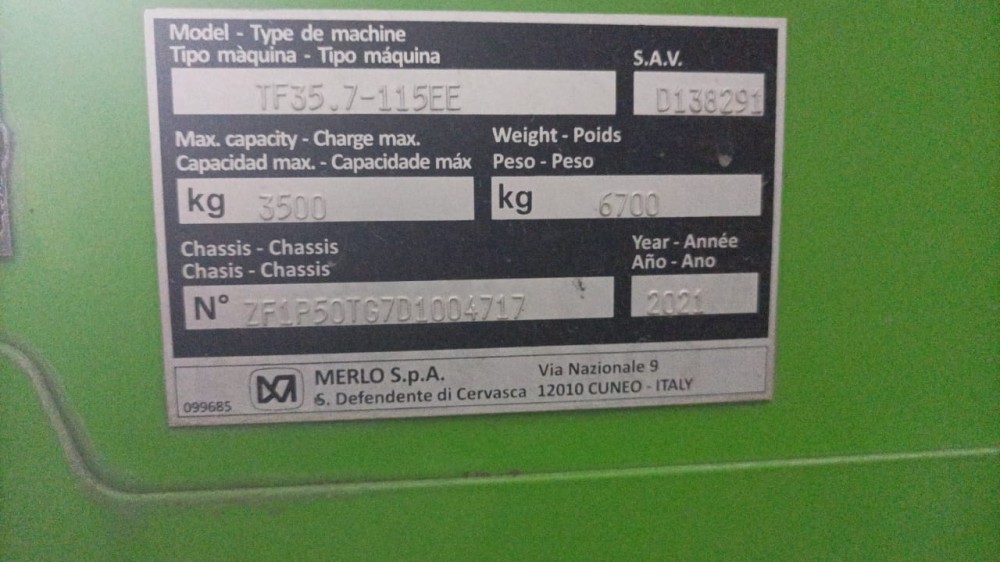 Model - Type de machine
Tipo màquina - Tipo máquina
S.A.V.
TF35.7-115EE
D138291
Max. capacity - Charge max.
Capacidad max. - Capacidade máx
Weight - Poids
Peso - Peso
kg 3500
kg 6700
Chassis - Chassis
Chasis - Chassis
Year - Année
Año - Ano
N° ZF1P50TG7D1004717
2021
099685
MERLO S.p.A.
S. Defendente di Cervasca
Via Nazionale 9
12010 CUNEO - ITALY